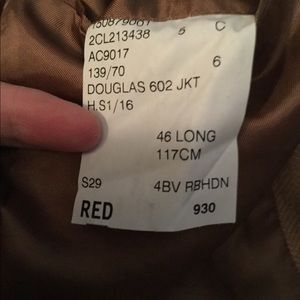 2CL213438 5 C
AC9017 6
139/70
DOUGLAS 602 JKT
H.S1/16
46 LONG
117CM
S29 4BV RBHDN
RED 930